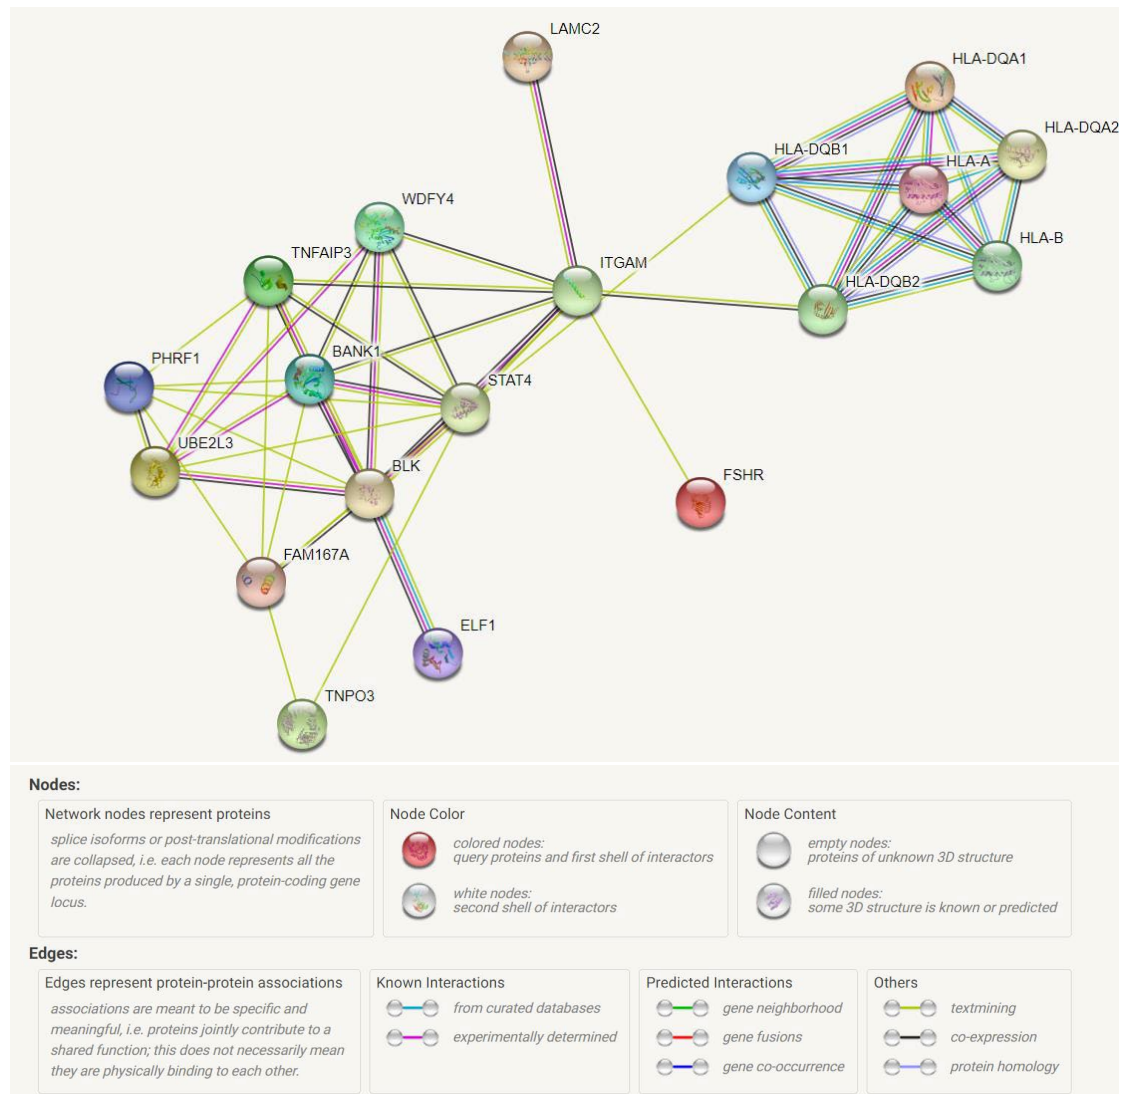 LAMC2
HLA-DQA1
HLA-DQA2
HLA-DQB1
HLA-A
WDFY4
HLA-B
TNFAIP3
ITGAM
HLA-DQB2
BANK1
PHRF1
STAT4
UBE2L3
BLK
FSHR
FAM167A
ELF1
TNPO3
Nodes:
Network nodes represent proteins
splice isoforms or post-translational modifications
are collapsed, i.e. each node represents all the
proteins produced by a single, protein-coding gene
locus.
Node Color
colored nodes:
query proteins and first shell of interactors
white nodes:
second shell of interactors
Node Content
empty nodes:
proteins of unknown 3D structure
filled nodes:
some 3D structure is known or predicted
Edges:
Edges represent protein-protein associations
associations are meant to be specific and
meaningful, i.e. proteins jointly contribute to a
shared function; this does not necessarily mean
they are physically binding to each other.
Known Interactions
from curated databases
experimentally determined
Predicted Interactions
gene neighborhood
gene fusions
gene co-occurrence
Others
textmining
co-expression
protein homology